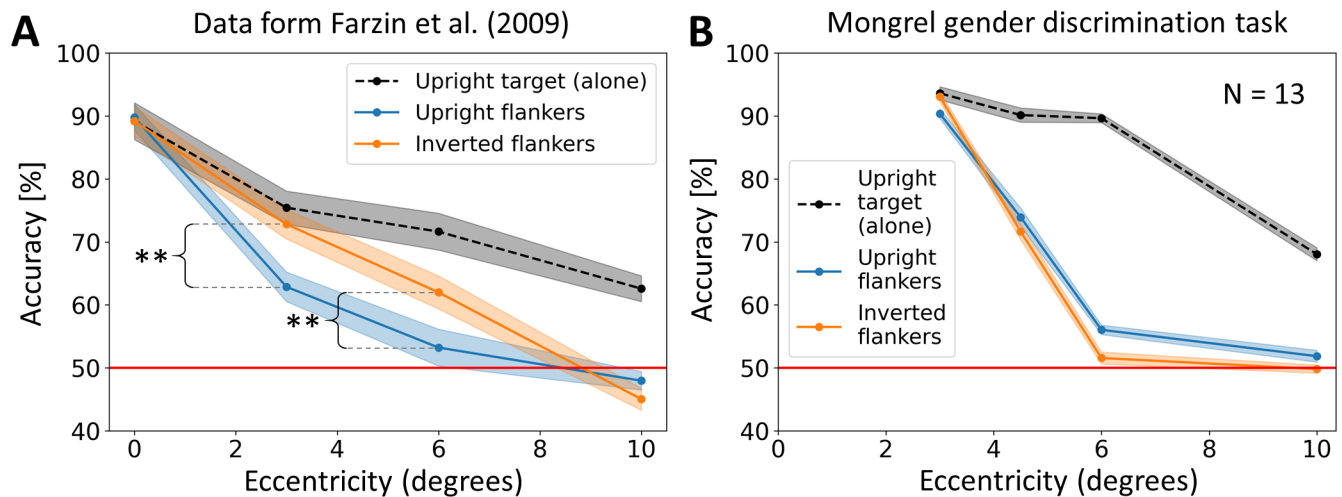 A
Data form Farzin et al. (2009)
Accuracy [%]
100
90
80
70
60
50
40
Upright target (alone)
Upright flankers
Inverted flankers
**
**
0
2
4
6
8
10
Eccentricity (degrees)
B
Mongrel gender discrimination task
Accuracy [%]
100
90
80
70
60
50
40
N = 13
Upright
target
(alone)
Upright
flankers
Inverted
flankers
0
2
4
6
8
10
Eccentricity (degrees)